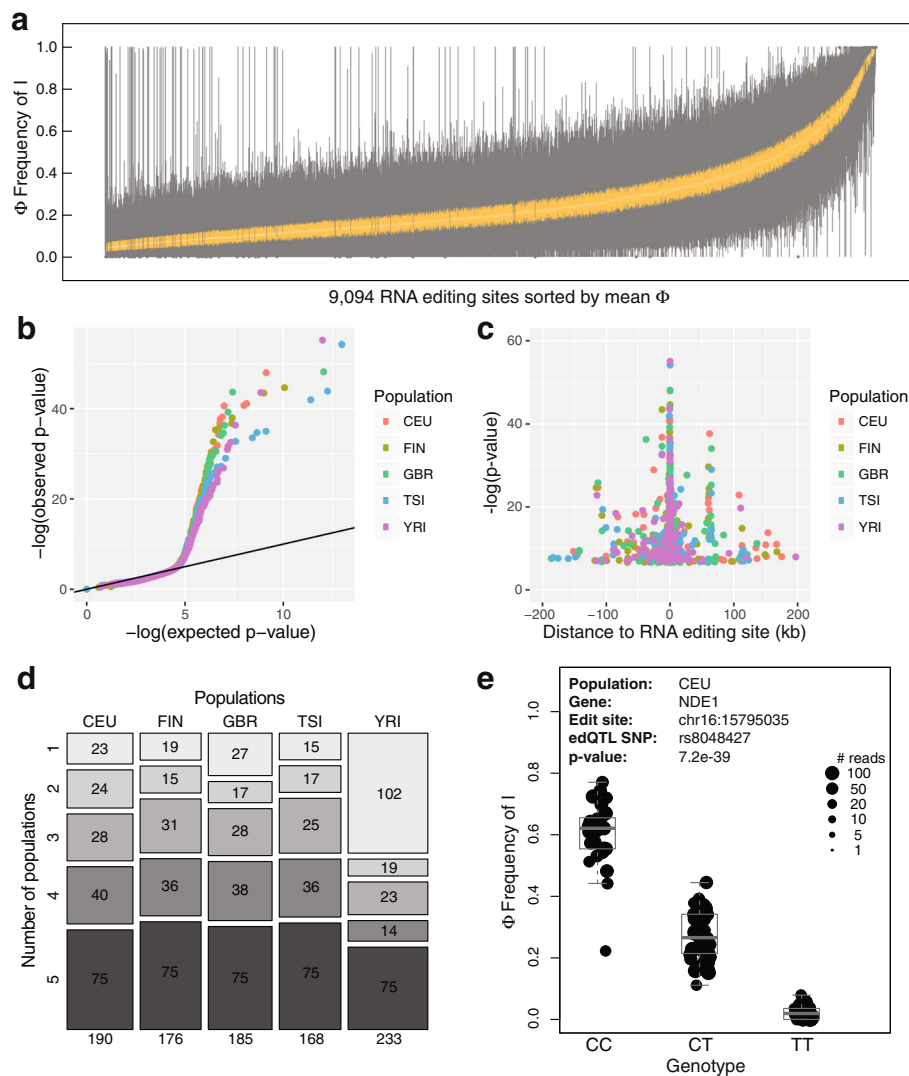 a
1.0
0.8
0.6
0.4
0.2
0.0
Φ Frequency of I
9,094 RNA editing sites sorted by mean Φ
b
40
20
0
−log(observed p−value)
0 5 10
−log(expected p−value)
Population
CEU
FIN
GBR
TSI
YRI
c
60
40
20
0
-log(p-value)
-200 -100 0 100 200
Distance to RNA editing site (kb)
Population
CEU
FIN
GBR
TSI
YRI
d
Populations
CEU FIN GBR TSI YRI
Number of populations
1 23 19 27 15 102
2 24 15 17 17 19
3 28 31 28 25 23
4 40 36 38 36 14
5 75 75 75 75 75
190 176 185 168 233
e
Population: CEU
Gene: NDE1
Edit site: chr16:15795035
edQTL SNP: rs8048427
p-value: 7.2e-39
# reads
100
50
20
10
5
1
1.0
0.8
0.6
0.4
0.2
0.0
Φ Frequency of I
CC CT TT
Genotype